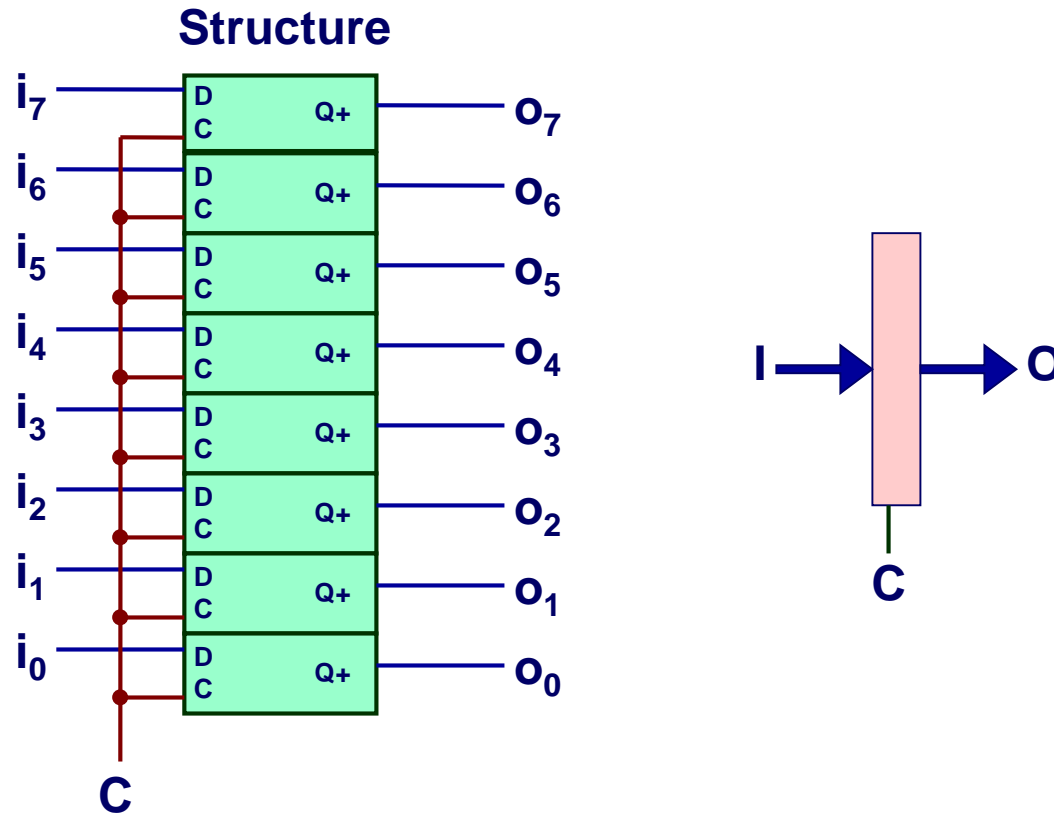 Structure
i7 D Q+ o7
C
i6 D Q+ o6
C
i5 D Q+ o5
C
i4 D Q+ o4
C
i3 D Q+ o3
C
i2 D Q+ o2
C
i1 D Q+ o1
C
i0 D Q+ o0
C
C
I O
C